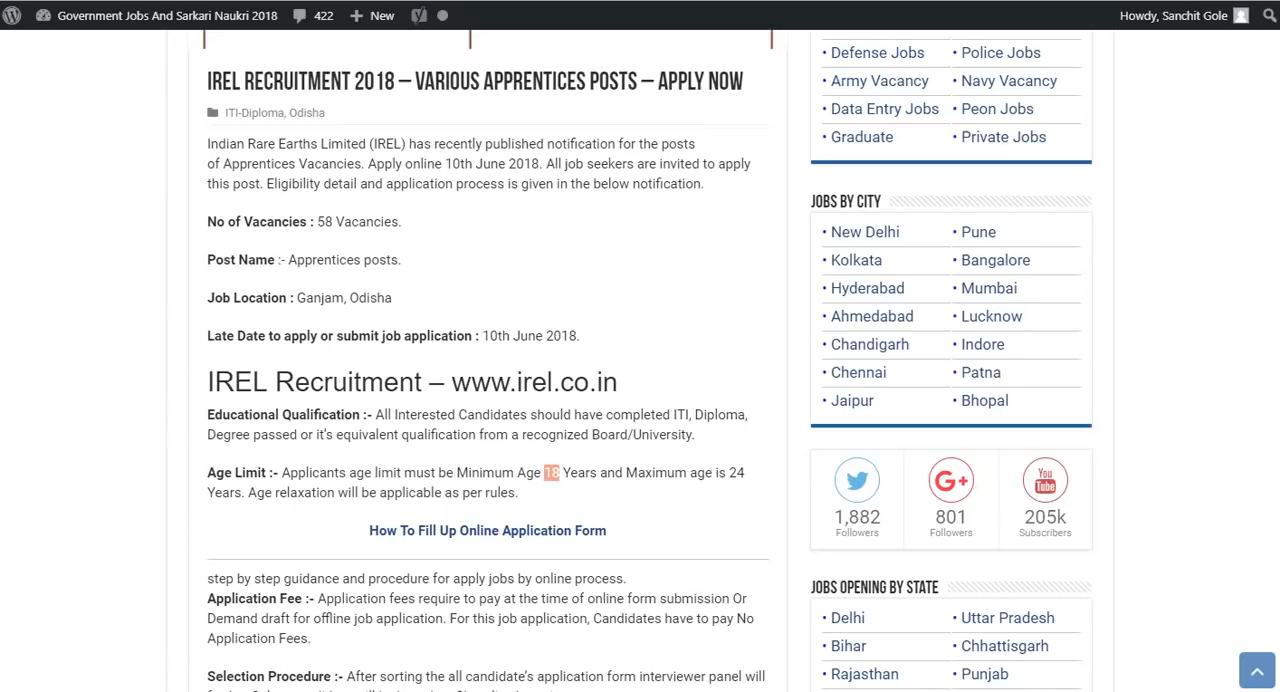 Government Jobs And Sarkari Naukri 2018 422 New Howdy, Sanchit Gole
IREL RECRUITMENT 2018 – VARIOUS APPRENTICES POSTS – APPLY NOW
ITI-Diploma, Odisha
Indian Rare Earths Limited (IREL) has recently published notification for the posts
of Apprentices Vacancies. Apply online 10th June 2018. All job seekers are invited to apply
this post. Eligibility detail and application process is given in the below notification.
No of Vacancies : 58 Vacancies.
Post Name :- Apprentices posts.
Job Location : Ganjam, Odisha
Late Date to apply or submit job application : 10th June 2018.
IREL Recruitment – www.irel.co.in
Educational Qualification :- All Interested Candidates should have completed ITI, Diploma,
Degree passed or it's equivalent qualification from a recognized Board/University.
Age Limit :- Applicants age limit must be Minimum Age 18 Years and Maximum age is 24
Years. Age relaxation will be applicable as per rules.
How To Fill Up Online Application Form
step by step guidance and procedure for apply jobs by online process.
Application Fee :- Application fees require to pay at the time of online form submission Or
Demand draft for offline job application. For this job application, Candidates have to pay No
Application Fees.
Selection Procedure :- After sorting the all candidate's application form interviewer panel will
• Defense Jobs • Police Jobs
• Army Vacancy • Navy Vacancy
• Data Entry Jobs • Peon Jobs
• Graduate • Private Jobs
JOBS BY CITY
• New Delhi • Pune
• Kolkata • Bangalore
• Hyderabad • Mumbai
• Ahmedabad • Lucknow
• Chandigarh • Indore
• Chennai • Patna
• Jaipur • Bhopal
G+ You Tube
1,882 801 205k
Followers Followers Subscribers
JOBS OPENING BY STATE
• Delhi • Uttar Pradesh
• Bihar • Chhattisgarh
• Rajasthan • Punjab